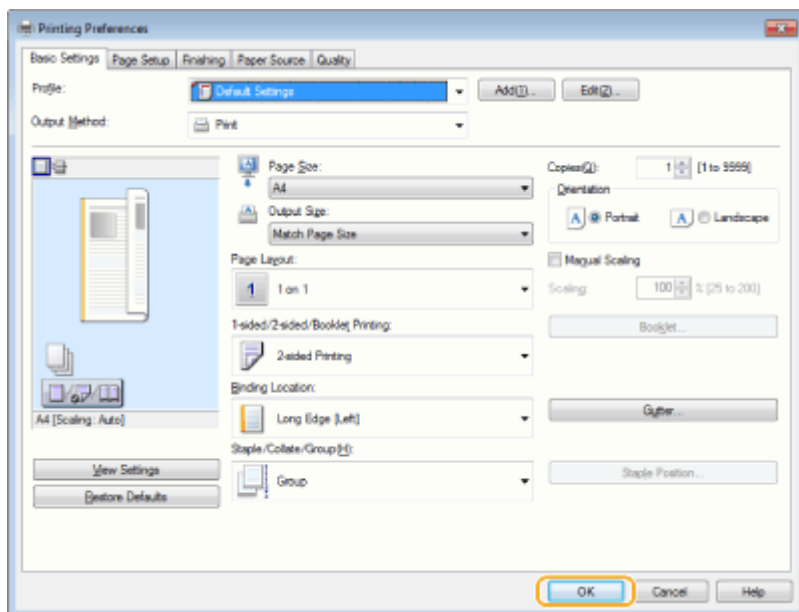 Printing Preferences
Basic Settings Page Setup Finishing Paper Source Quality
Profile: Default Settings Add(1)... Edit(2)...
Output Method: Print
Page Size:
A4
Output Size:
Match Page Size
Copies(Q): 1 [1 to 9999]
Orientation
A Portrait A Landscape
Page Layout:
1 1 on 1
Manual Scaling
Scaling: 100 % [25 to 200]
1-sided/2-sided/Booklet Printing:
2-sided Printing
Booklet...
Binding Location:
Long Edge [Left]
Gutter...
A4 [Scaling: Auto]
Staple/Collate/Group(H):
Group
Staple Position...
View Settings
Restore Defaults
OK Cancel Help